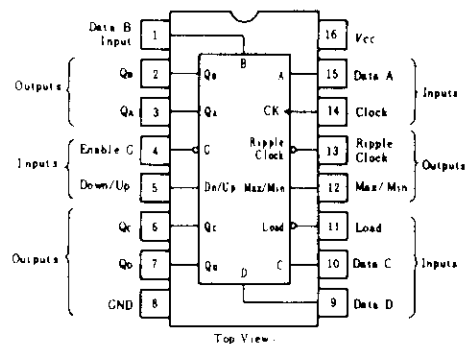 Data B
Input
1
16
Vcc
B
Outputs
QB
2
QB
A
15
Data A
Inputs
QA
3
QA
CK
14
Clock
Inputs
Enable G
4
G
Ripple
Clock
13
Ripple
Clock
Outputs
Down/Up
5
Dn/Up
Max/Min
12
Max/Min
Outputs
QC
6
QC
Load
11
Load
Inputs
QD
7
C
10
Data C
D
GND
8
9
Data D
Top View